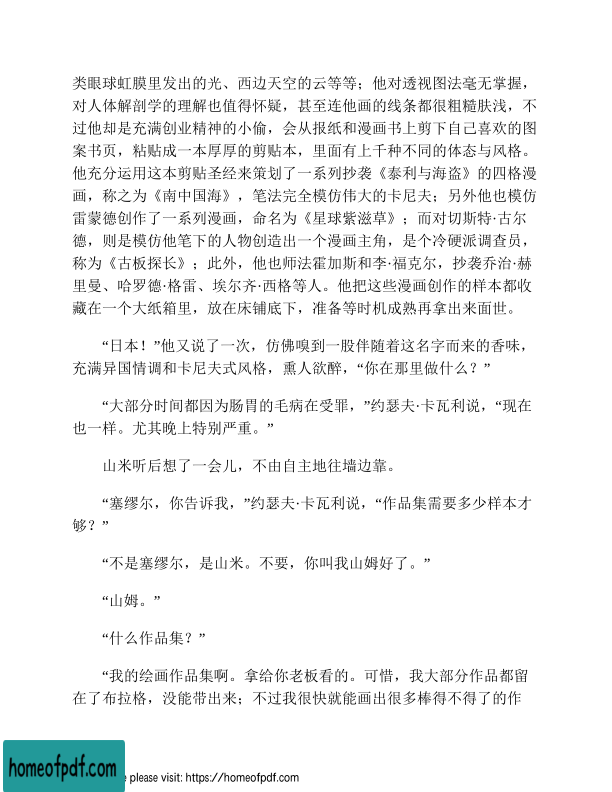 类眼球虹膜里发出的光、西边天空的云等等；他对透视图法毫无掌握，
对人体解剖学的理解也值得怀疑，甚至连他画的线条都很粗糙肤浅，不
过他却是充满创业精神的小偷，会从报纸和漫画书上剪下自己喜欢的图
案书页，粘贴成一本厚厚的剪贴本，里面有上千种不同的体态与风格。
他充分运用这本剪贴圣经来策划了一系列抄袭《泰利与海盗》的四格漫
画，称之为《南中国海》，笔法完全模仿伟大的卡尼夫；另外他也模仿
雷蒙德创作了一系列漫画，命名为《星球紫滋草》；而对切斯特·古尔
德，则是模仿他笔下的人物创造出一个漫画主角，是个冷硬派调查员，
称为《古板探长》；此外，他也师法霍加斯和李·福克尔，抄袭乔治·赫
里曼、哈罗德·格雷、埃尔齐·西格等人。他把这些漫画创作的样本都收
藏在一个大纸箱里，放在床铺底下，准备等时机成熟再拿出来面世。
“日本！”他又说了一次，仿佛嗅到一股伴随着这名字而来的香味，
充满异国情调和卡尼夫式风格，熏人欲醉，“你在那里做什么？”
“大部分时间都因为肠胃的毛病在受罪，”约瑟夫·卡瓦利说，“现在
也一样。尤其晚上特别严重。”
山米听后想了一会儿，不由自主地往墙边靠。
“塞缪尔，你告诉我，”约瑟夫·卡瓦利说，“作品集需要多少样本才
够？”
“不是塞缪尔，是山米。不要，你叫我山姆好了。”
“山姆。”
“什么作品集？”
“我的绘画作品集啊。拿给你老板看的。可惜，我大部分作品都留
在了布拉格，没能带出来；不过我很快就能画出很多棒得不得了的作
homeofpdf.com
e please visit: https://homeofpdf.com